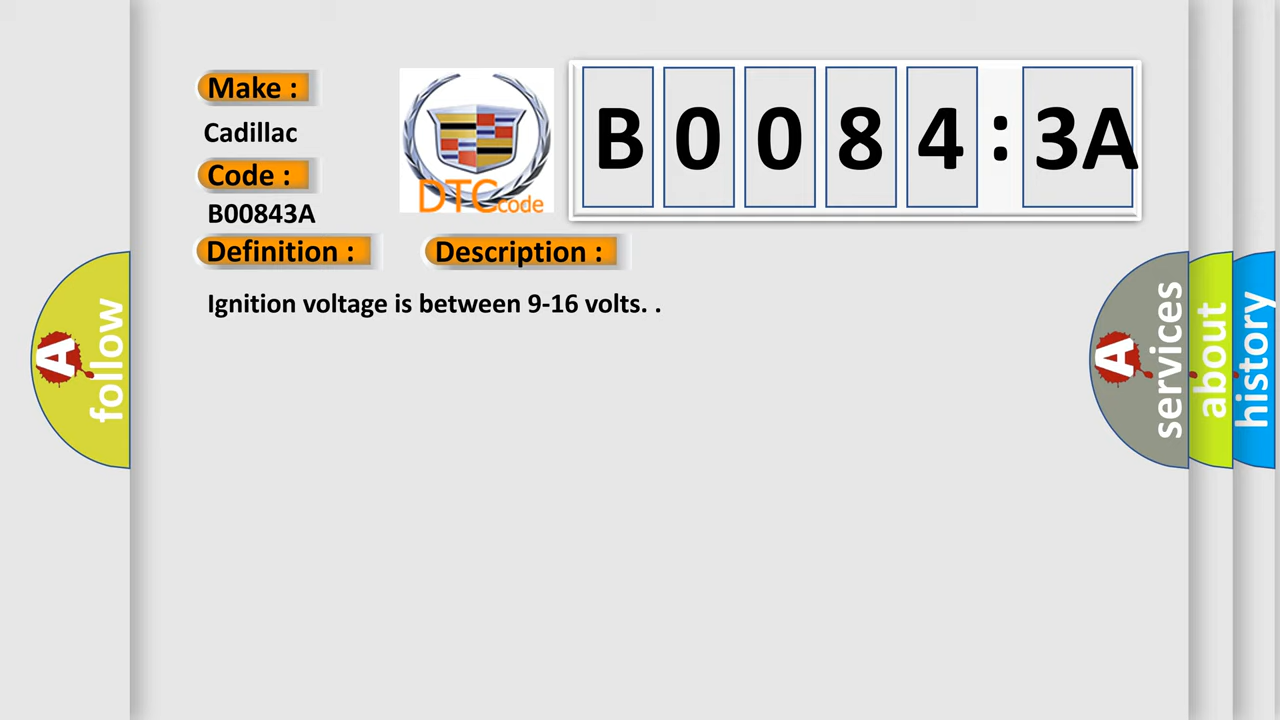 Make :
Cadillac
Code :
B00843A
Definition :
Description :
Ignition voltage is between 9-16 volts. .
DTC code
B 0 0 8 4 : 3A
A follow
A services
about
history